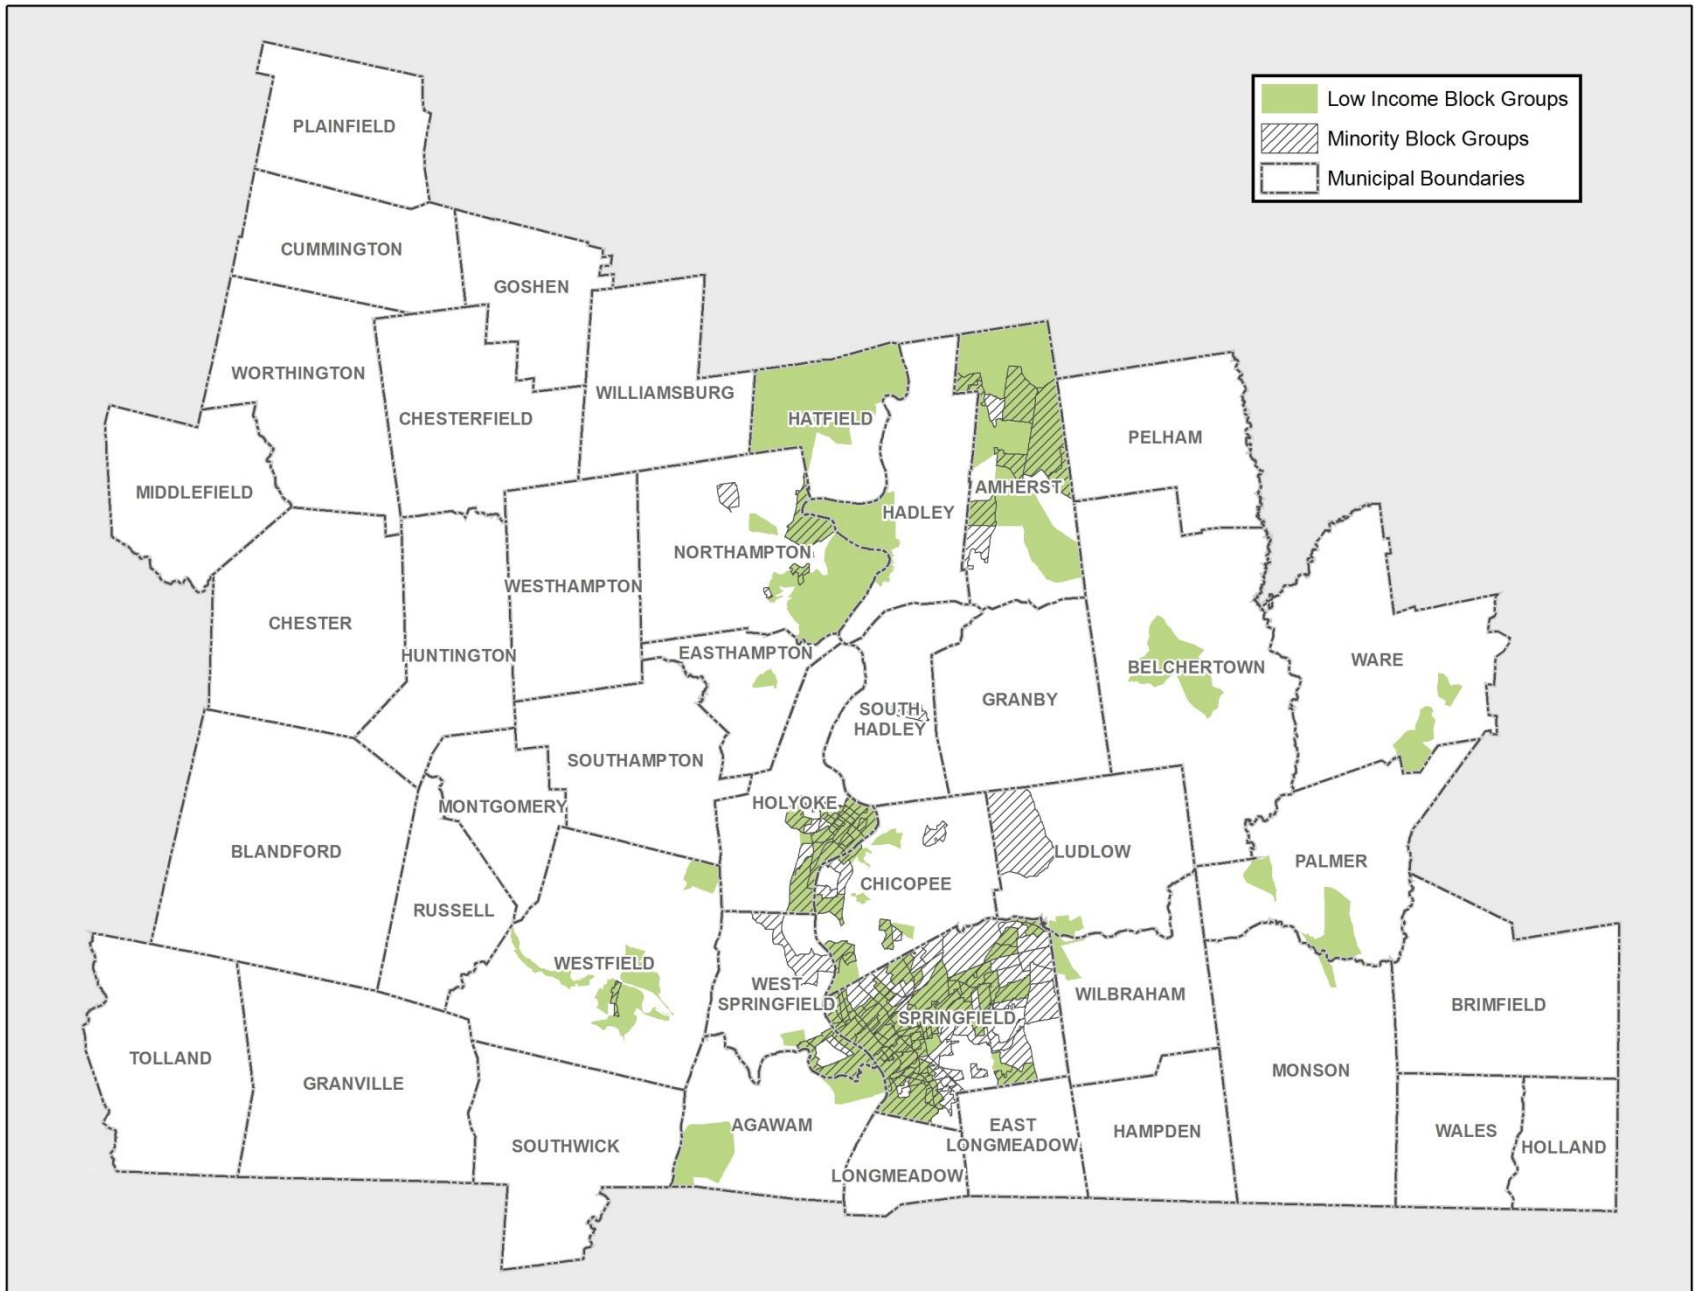 Low Income Block Groups
Minority Block Groups
Municipal Boundaries
PLAINFIELD
CUMMINGTON
GOSHEN
WORTHINGTON
CHESTERFIELD
WILLIAMSBURG
HATFIELD
PELHAM
MIDDLEFIELD
AMHERST
HADLEY
NORTHAMPTON
WESTHAMPTON
CHESTER
HUNTINGTON
EASTHAMPTON
BELCHERTOWN
WARE
GRANBY
SOUTH
HADLEY
SOUTHAMPTON
HOLYOKE
MONTGOMERY
BLANDFORD
LUDLOW
PALMER
CHICOPEE
RUSSELL
WESTFIELD
WEST
SPRINGFIELD
WILBRAHAM
BRIMFIELD
SPRINGFIELD
TOLLAND
GRANVILLE
MONSON
AGAWAM
EAST
LONGMEADOW
HAMPDEN
WALES
SOUTHWICK
HOLLAND
LONGMEADOW